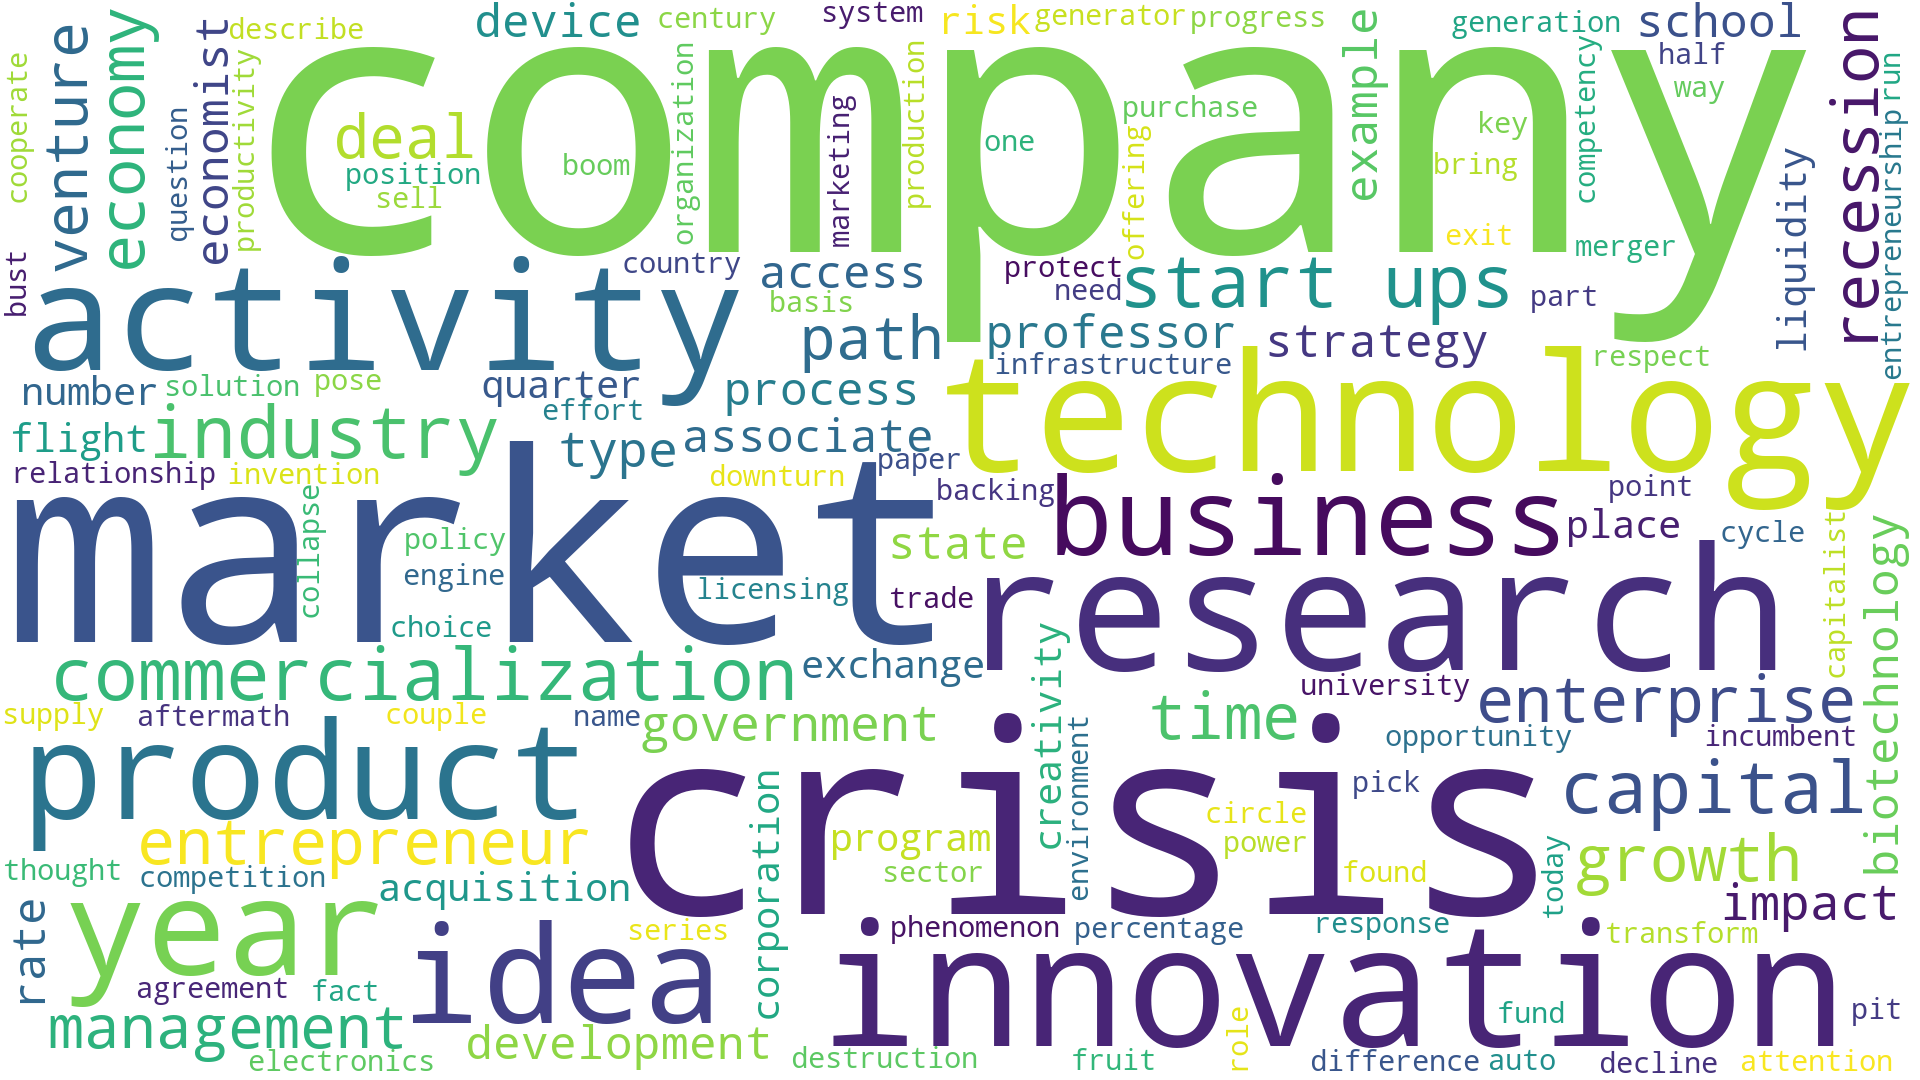 company
market
crisis
technology
research
innovation
activity
product
business
idea
year
industry
commercialization
start ups
entrepreneur
enterprise
capital
growth
management
time
venture
economy
recession
economist
device
deal
risk
school
example
access
path
professor
strategy
liquidity
process
type
associate
quarter
number
flight
state
place
exchange
government
development
acquisition
corporation
creativity
program
impact
biotechnology
rate
describe
century
system
generator
progress
generation
half
way
run
entrepreneurship
competency
key
bring
exit
merger
purchase
offering
one
production
marketing
organization
boom
position
sell
productivity
question
cooperate
bust
country
basis
protect
need
part
infrastructure
respect
solution
pose
effort
relationship
invention
collapse
downturn
paper
backing
policy
engine
choice
licensing
trade
point
cycle
capitalist
university
supply
aftermath
couple
name
environment
opportunity
incumbent
pick
circle
power
sector
found
today
thought
competition
series
phenomenon
percentage
response
transform
agreement
fact
electronics
destruction
fruit
role
difference
fund
auto
decline
pit
attention